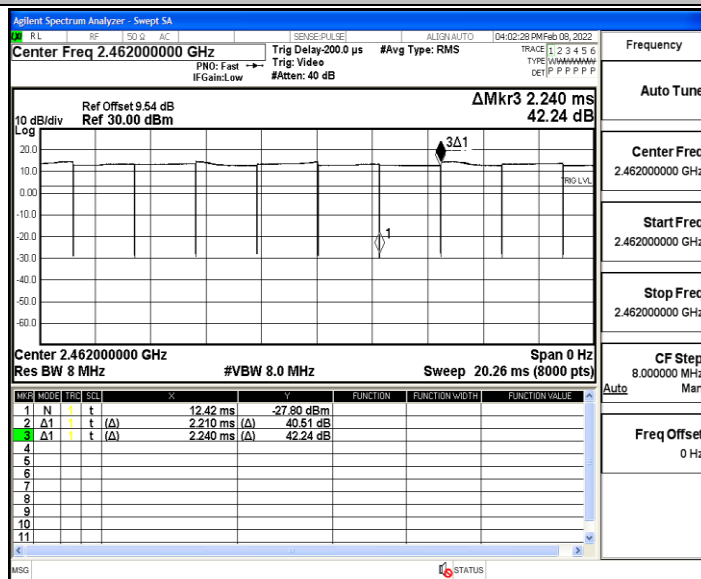 Agilent Spectrum Analyzer - Swept SA
RL RF 50 Ω AC SENSE:PULSE ALIGN AUTO 04:02:28 PM Feb 08, 2022
Center Freq 2.462000000 GHz
PNO: Fast
IFGain:Low
Trig Delay-200.0 µs
Trig: Video
#Atten: 40 dB
#Avg Type: RMS
TRACE 1 2 3 4 5 6
TYPE WWWWWW
DET P P P P P P
Ref Offset 9.54 dB
10 dB/div Ref 30.00 dBm
Log
ΔMkr3 2.240 ms
42.24 dB
20.0
10.0
0.00
-10.0
-20.0
-30.0
-40.0
-50.0
-60.0
3Δ1
TRIG LVL
1
Center 2.462000000 GHz Span 0 Hz
Res BW 8 MHz #VBW 8.0 MHz Sweep 20.26 ms (8000 pts)
MKR MODE TRC SCL X Y FUNCTION FUNCTION WIDTH FUNCTION VALUE
1 N 1 t 12.42 ms -27.80 dBm
2 Δ1 1 t (Δ) 2.210 ms (Δ) 40.51 dB
3 Δ1 1 t (Δ) 2.240 ms (Δ) 42.24 dB
4
5
6
7
8
9
10
11
MSG STATUS
Frequency
Auto Tune
Center Freq
2.462000000 GHz
Start Freq
2.462000000 GHz
Stop Freq
2.462000000 GHz
CF Step
8.000000 MHz
Auto Man
Freq Offset
0 Hz